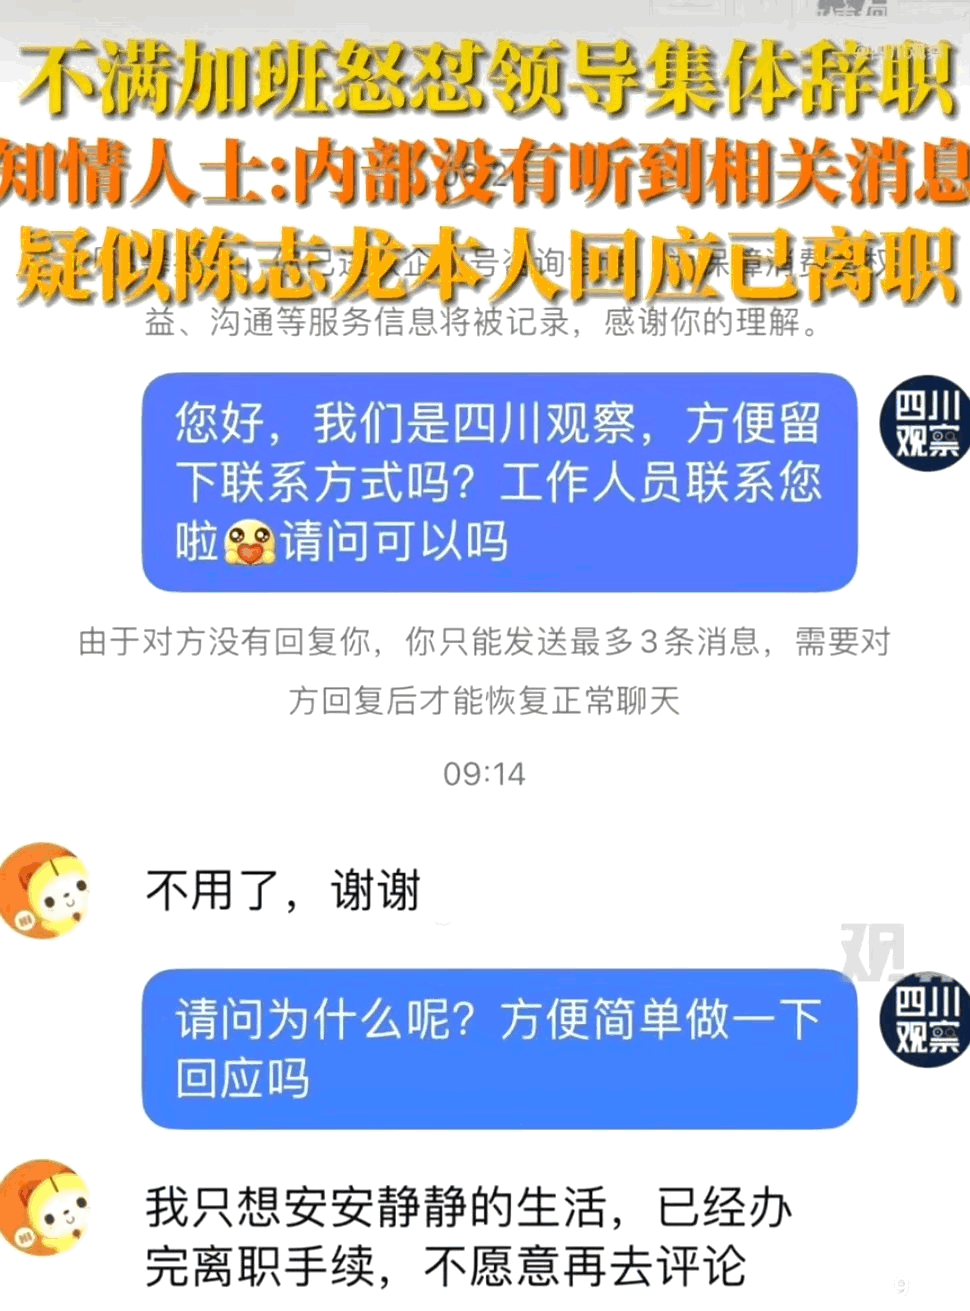 不满加班怒怼领导集体辞职
知情人士:内部没有听到相关消息
疑似陈志龙本人回应已离职
益、沟通等服务信息将被记录，感谢你的理解。
您好，我们是四川观察，方便留
下联系方式吗？工作人员联系您
啦请问可以吗
四川
观察
由于对方没有回复你，你只能发送最多3条消息，需要对
方回复后才能恢复正常聊天
09:14
不用了，谢谢
HI
请问为什么呢？方便简单做一下
回应吗
四川
观察
我只想安安静静的生活，已经办
完离职手续，不愿意再去评论
HI